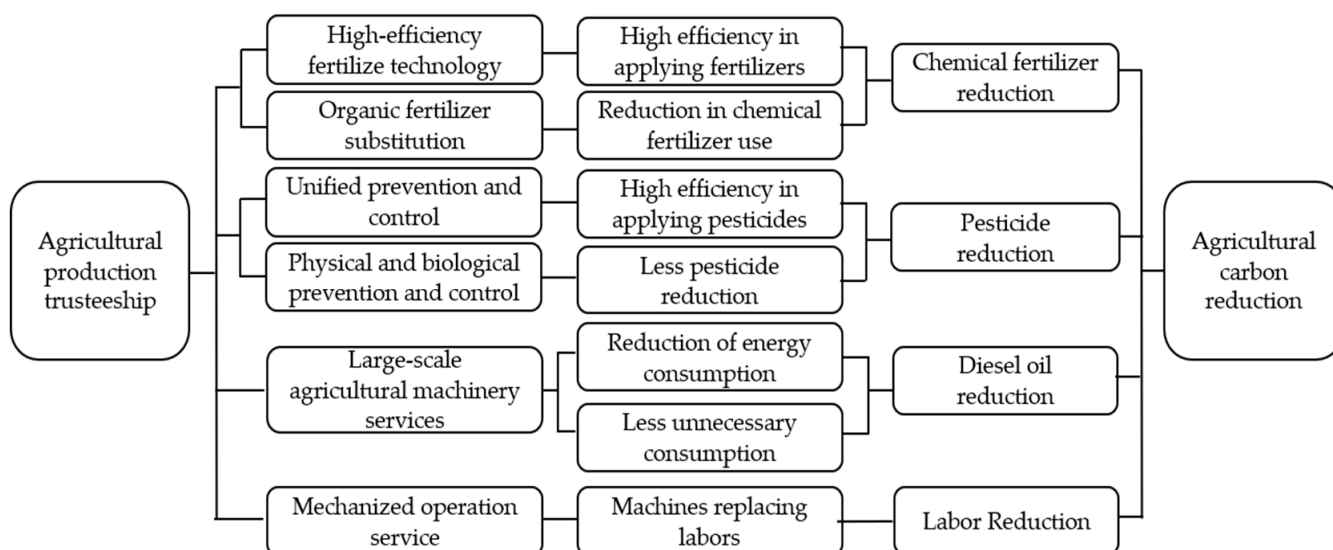 High-efficiency
fertilize technology
High efficiency in
applying fertilizers
Chemical fertilizer
reduction
Organic fertilizer
substitution
Reduction in chemical
fertilizer use
Unified prevention and
control
High efficiency in
applying pesticides
Pesticide
reduction
Agricultural
production
trusteeship
Agricultural
carbon
reduction
Physical and biological
prevention and control
Less pesticide
reduction
Large-scale
agricultural machinery
services
Reduction of energy
consumption
Diesel oil
reduction
Less unnecessary
consumption
Mechanized operation
service
Machines replacing
labors
Labor Reduction